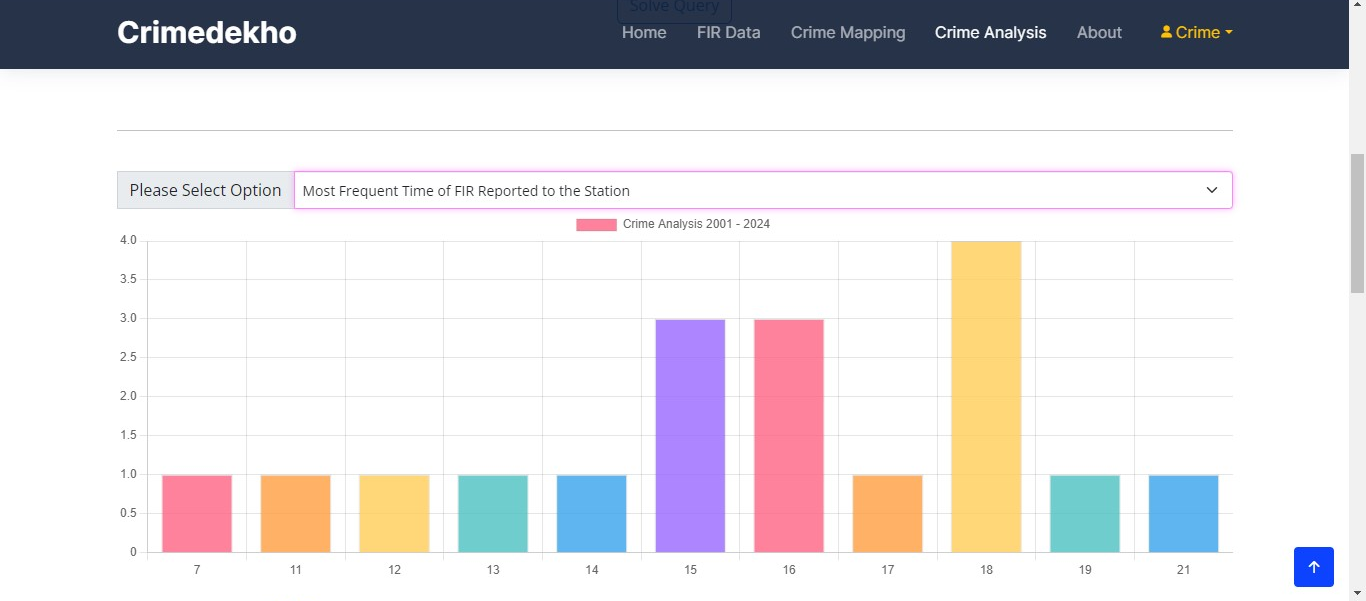 Solve Query
Crimedekho
Home FIR Data Crime Mapping Crime Analysis About Crime
Please Select Option Most Frequent Time of FIR Reported to the Station
Crime Analysis 2001 - 2024
4.0
3.5
3.0
2.5
2.0
1.5
1.0
0.5
0
7 11 12 13 14 15 16 17 18 19 21